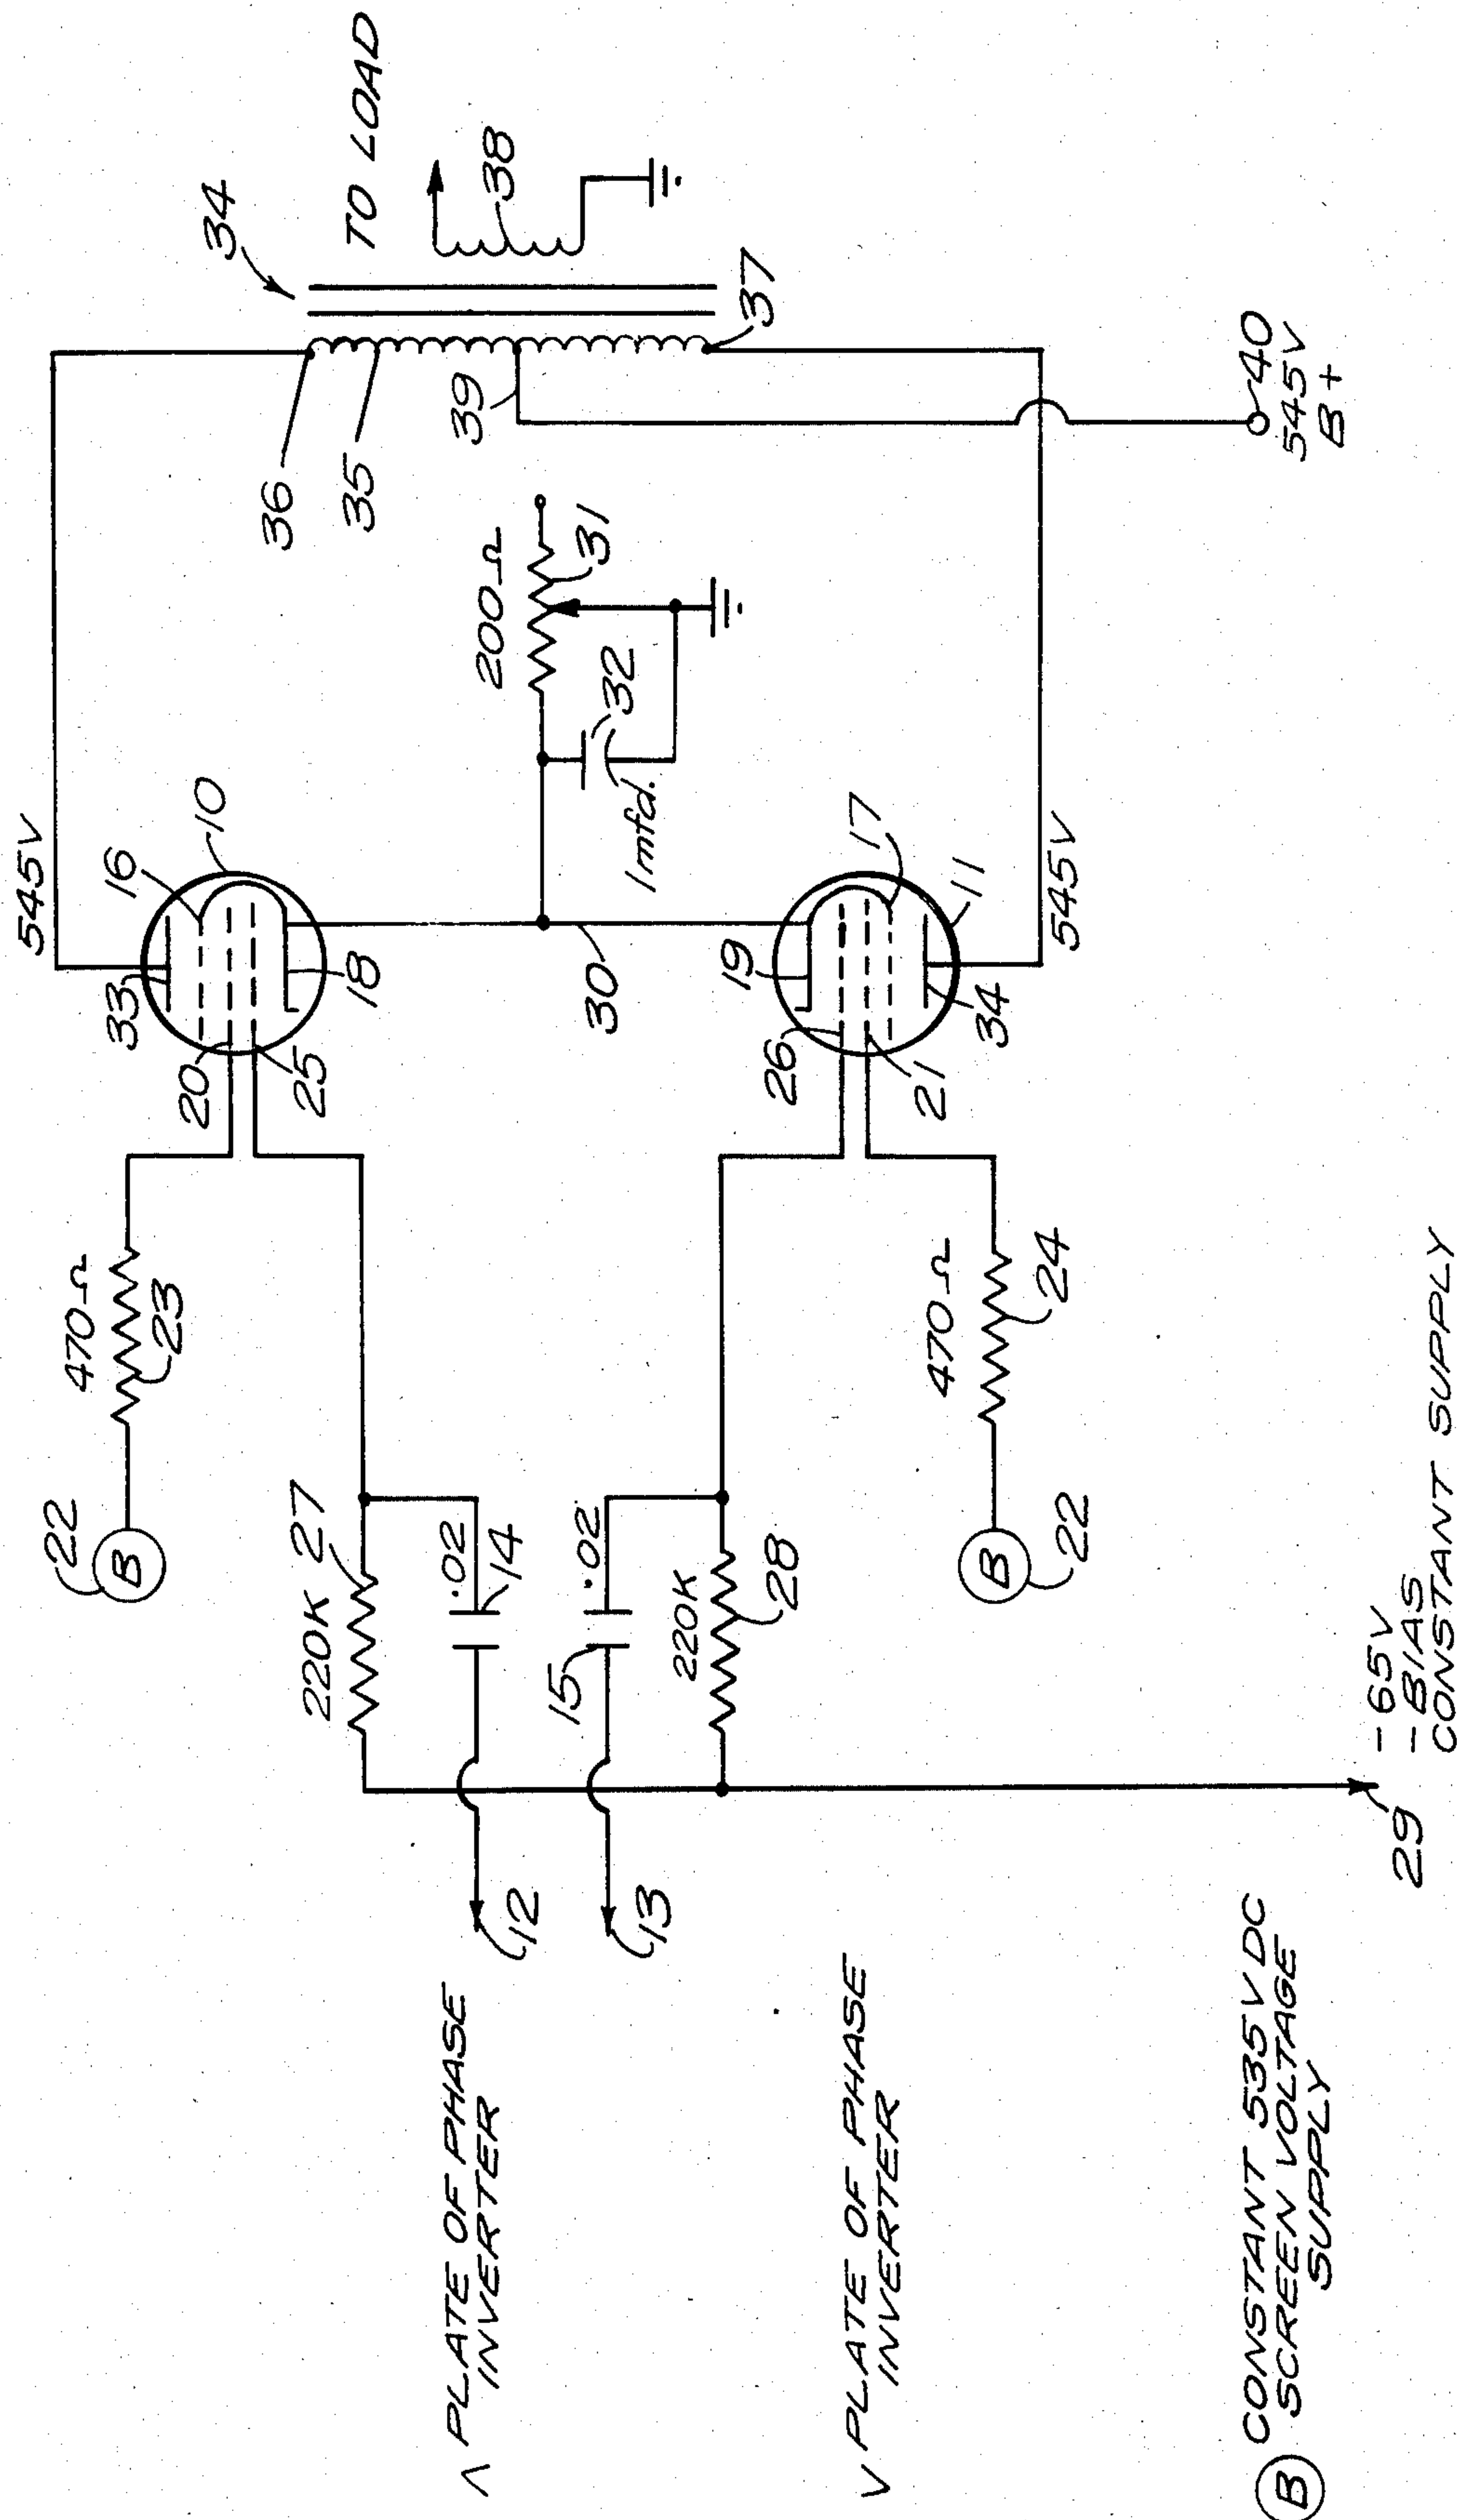 545V
33
16
10
20
25
18
22
B
470Ω
23
34
TO LOAD
36
35
38
39
37
220K
27
.02
14
30
200Ω
31
32
1mfd.
Λ PLATE OF PHASE
INVERTER
12
15
.02
13
220K
28
19
26
17
11
21
34
545V
V PLATE OF PHASE
INVERTER
470Ω
24
B
22
40
545V
B+
B CONSTANT 535V DC
SCREEN VOLTAGE
SUPPLY
29
-65V
-BIAS
CONSTANT SUPPLY